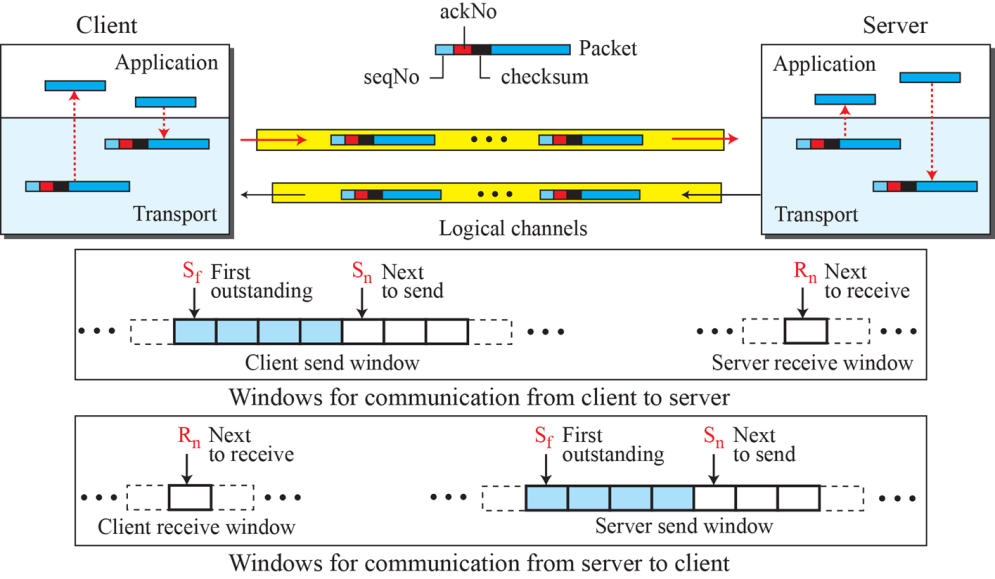 ackNo
Client
Server
Packet
Application
Application
seqNo
checksum
Transport
Transport
Logical channels
Sf First outstanding
Sn Next to send
Rn Next to receive
Client send window
Server receive window
Windows for communication from client to server
Rn Next to receive
Sf First outstanding
Sn Next to send
Client receive window
Server send window
Windows for communication from server to client